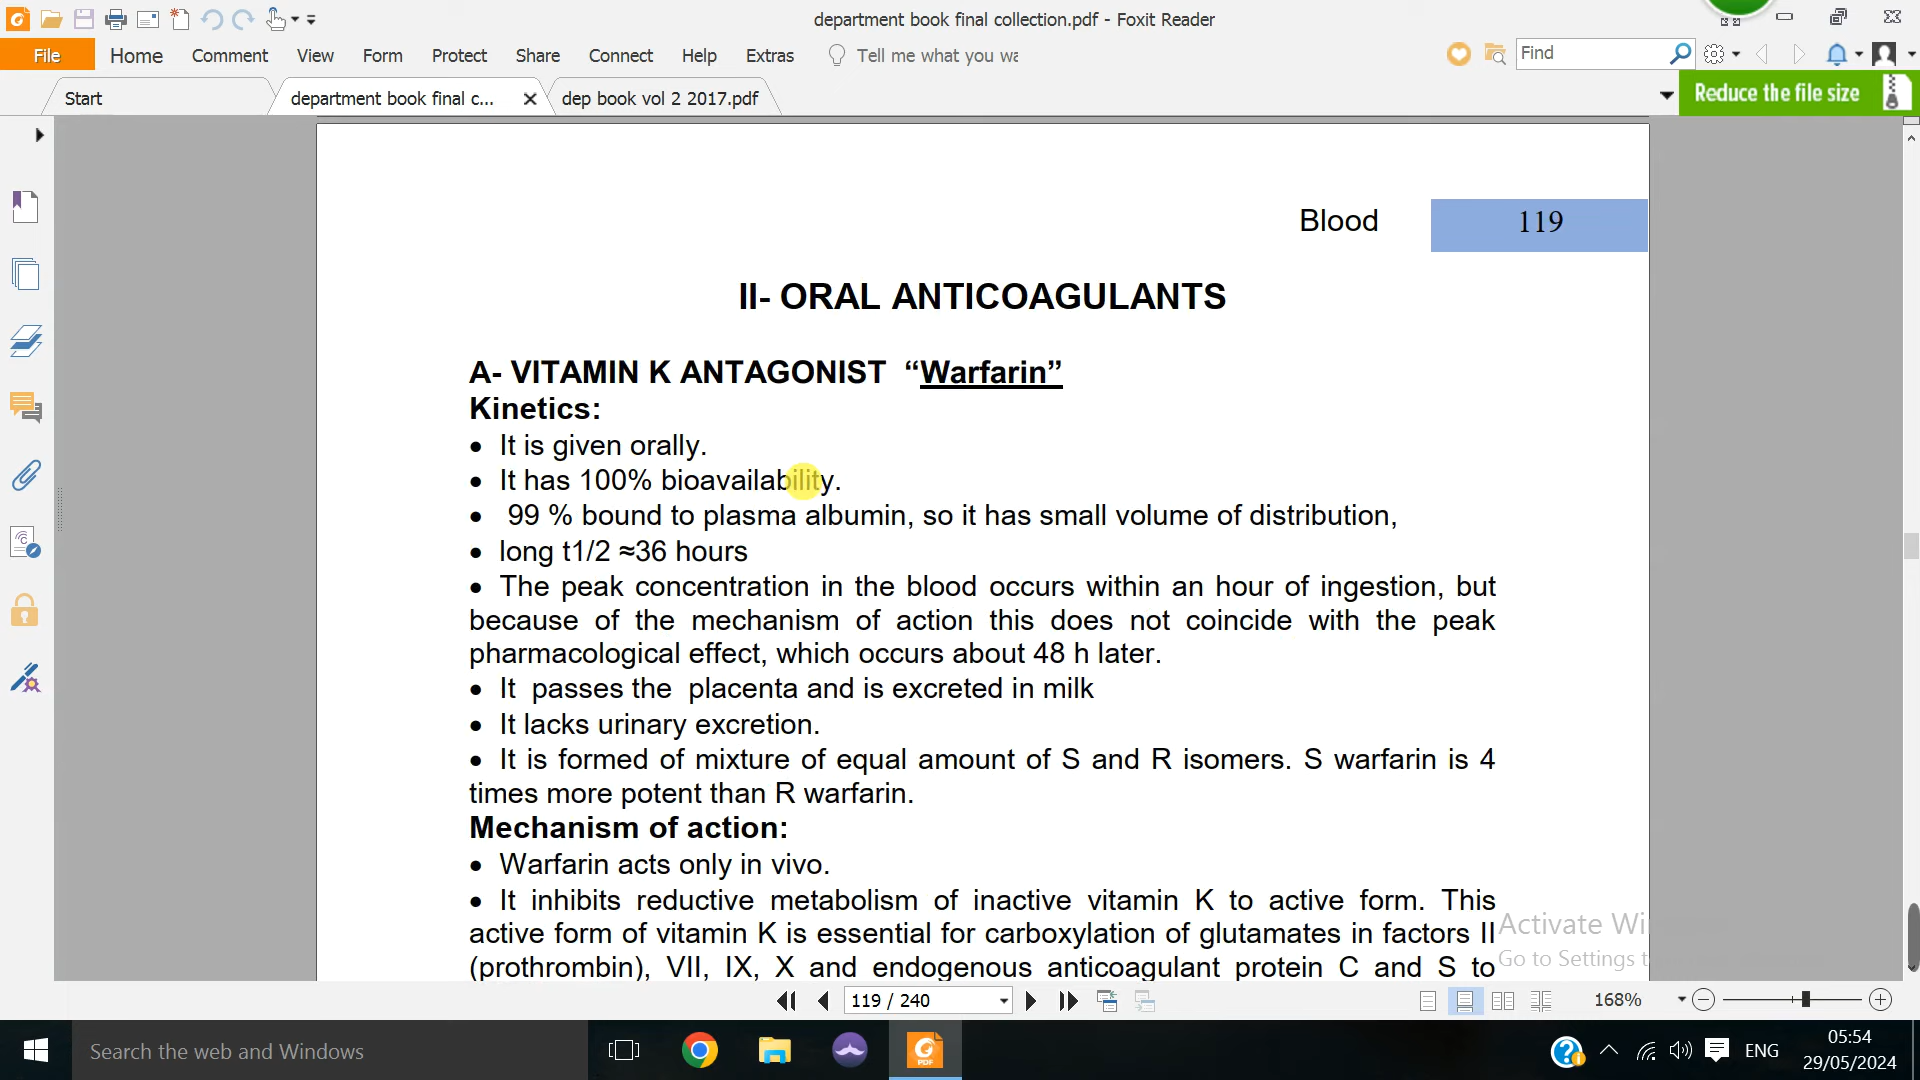 department book final collection.pdf - Foxit Reader
File Home Comment View Form Protect Share Connect Help Extras Tell me what you wa Find
Start department book final c... dep book vol 2 2017.pdf Reduce the file size
Blood 119
II- ORAL ANTICOAGULANTS
A- VITAMIN K ANTAGONIST “Warfarin”
Kinetics:
• It is given orally.
• It has 100% bioavailability.
• 99 % bound to plasma albumin, so it has small volume of distribution,
• long t1/2 ≈36 hours
• The peak concentration in the blood occurs within an hour of ingestion, but
because of the mechanism of action this does not coincide with the peak
pharmacological effect, which occurs about 48 h later.
• It passes the placenta and is excreted in milk
• It lacks urinary excretion.
• It is formed of mixture of equal amount of S and R isomers. S warfarin is 4
times more potent than R warfarin.
Mechanism of action:
• Warfarin acts only in vivo.
• It inhibits reductive metabolism of inactive vitamin K to active form. This
active form of vitamin K is essential for carboxylation of glutamates in factors II
(prothrombin), VII, IX, X and endogenous anticoagulant protein C and S to
Activate Wi
Go to Settings t
119 / 240 168%
Search the web and Windows PDF ENG 05:54
29/05/2024